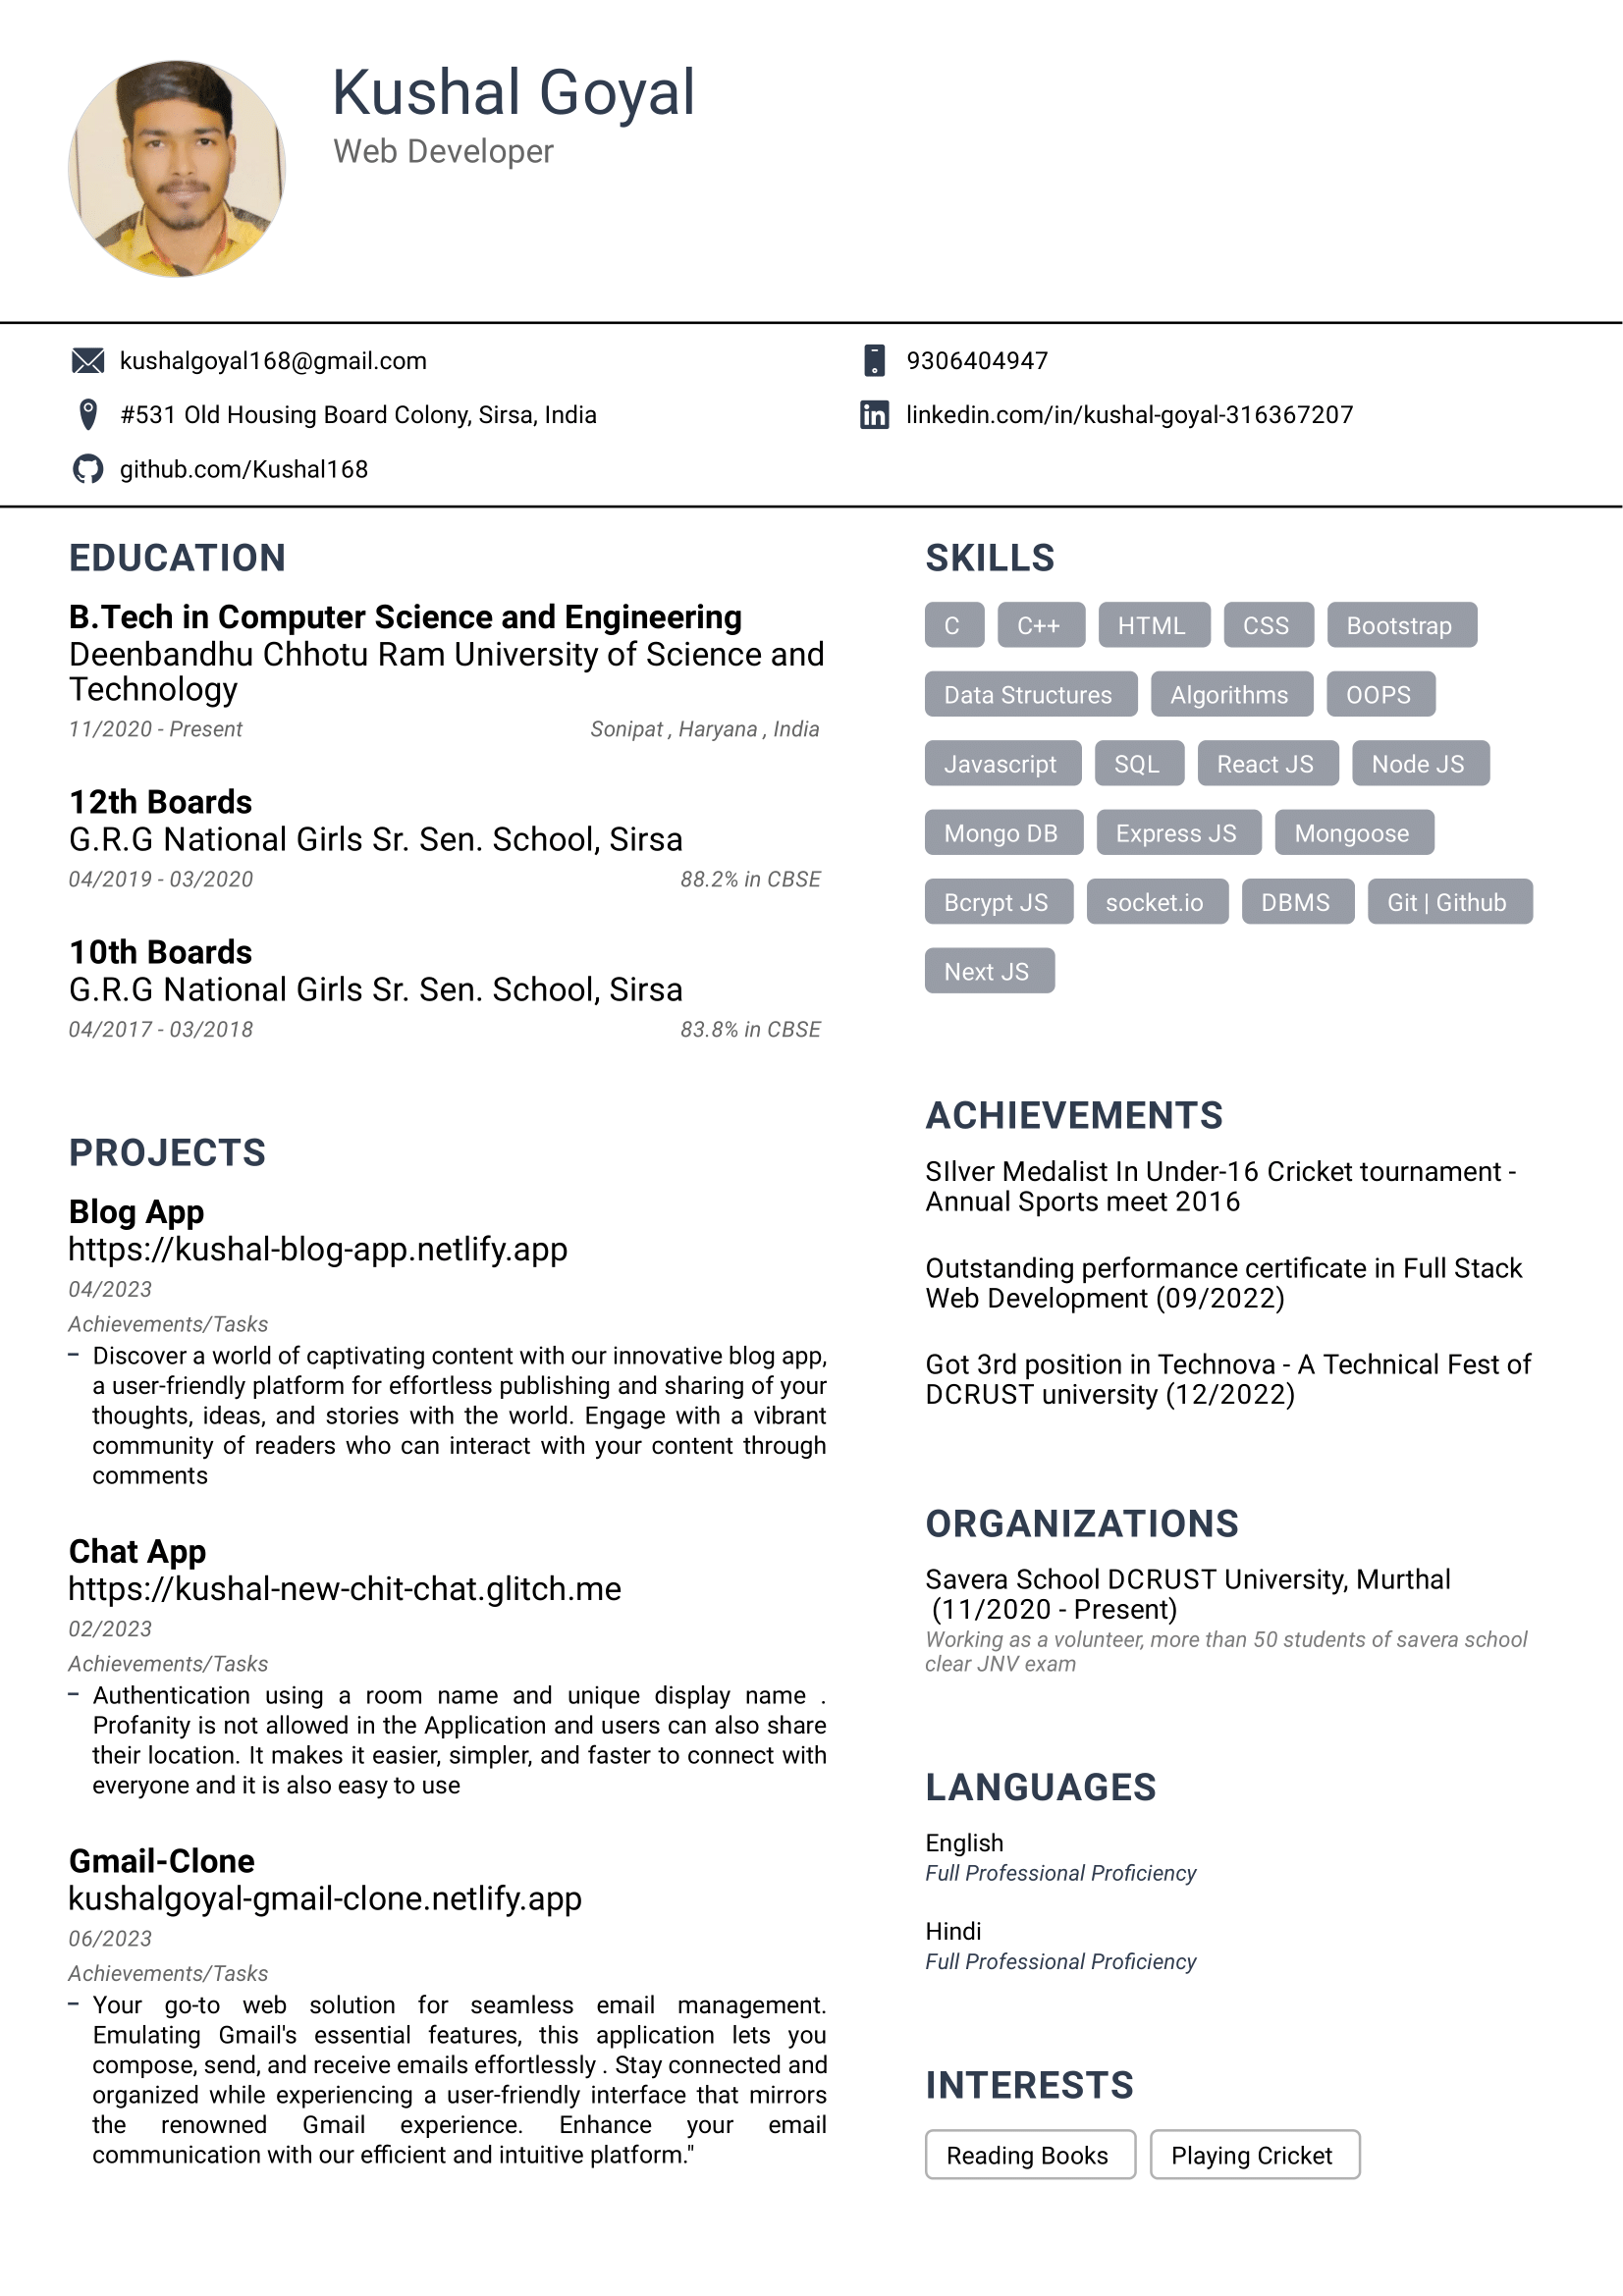 Kushal Goyal
Web Developer
kushalgoyal168@gmail.com
9306404947
#531 Old Housing Board Colony, Sirsa, India
linkedin.com/in/kushal-goyal-316367207
github.com/Kushal168
EDUCATION
B.Tech in Computer Science and Engineering
Deenbandhu Chhotu Ram University of Science and
Technology
11/2020 - Present
Sonipat , Haryana , India
12th Boards
G.R.G National Girls Sr. Sen. School, Sirsa
04/2019 - 03/2020
88.2% in CBSE
10th Boards
G.R.G National Girls Sr. Sen. School, Sirsa
04/2017 - 03/2018
83.8% in CBSE
PROJECTS
Blog App
https://kushal-blog-app.netlify.app
04/2023
Achievements/Tasks
– Discover a world of captivating content with our innovative blog app,
a user-friendly platform for effortless publishing and sharing of your
thoughts, ideas, and stories with the world. Engage with a vibrant
community of readers who can interact with your content through
comments
Chat App
https://kushal-new-chit-chat.glitch.me
02/2023
Achievements/Tasks
– Authentication using a room name and unique display name .
Profanity is not allowed in the Application and users can also share
their location. It makes it easier, simpler, and faster to connect with
everyone and it is also easy to use
Gmail-Clone
kushalgoyal-gmail-clone.netlify.app
06/2023
Achievements/Tasks
– Your go-to web solution for seamless email management.
Emulating Gmail's essential features, this application lets you
compose, send, and receive emails effortlessly . Stay connected and
organized while experiencing a user-friendly interface that mirrors
the renowned Gmail experience. Enhance your email
communication with our efficient and intuitive platform."
SKILLS
C C++ HTML CSS Bootstrap
Data Structures Algorithms OOPS
Javascript SQL React JS Node JS
Mongo DB Express JS Mongoose
Bcrypt JS socket.io DBMS Git | Github
Next JS
ACHIEVEMENTS
SIlver Medalist In Under-16 Cricket tournament -
Annual Sports meet 2016
Outstanding performance certificate in Full Stack
Web Development (09/2022)
Got 3rd position in Technova - A Technical Fest of
DCRUST university (12/2022)
ORGANIZATIONS
Savera School DCRUST University, Murthal
(11/2020 - Present)
Working as a volunteer, more than 50 students of savera school
clear JNV exam
LANGUAGES
English
Full Professional Proficiency
Hindi
Full Professional Proficiency
INTERESTS
Reading Books Playing Cricket